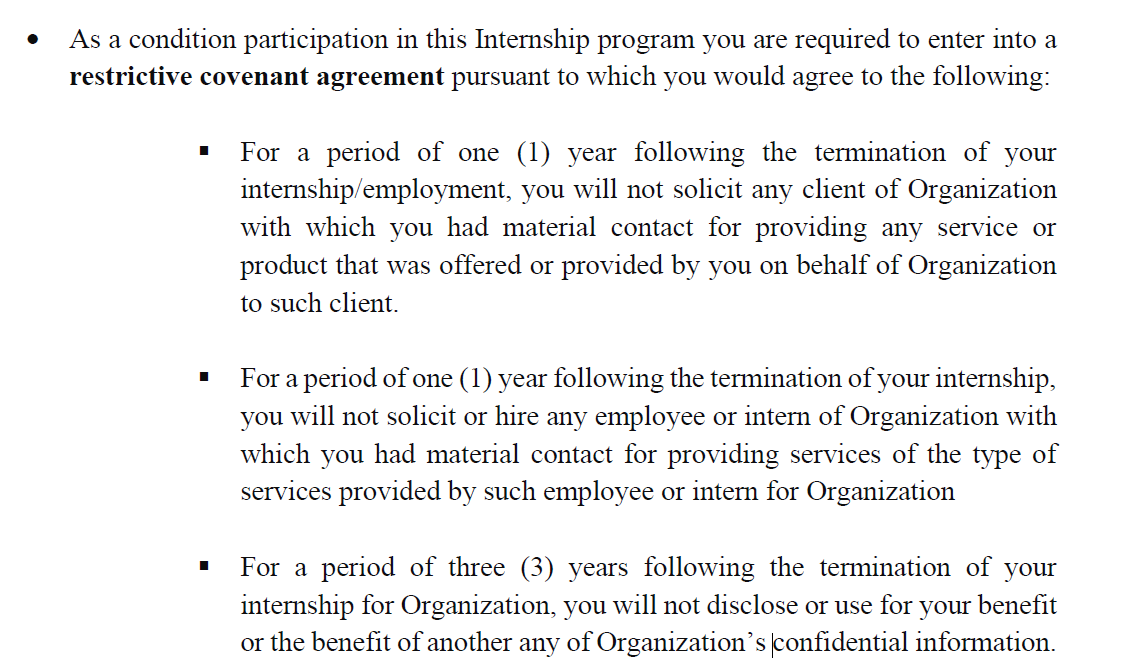 • As a condition participation in this Internship program you are required to enter into a
restrictive covenant agreement pursuant to which you would agree to the following:
▪ For a period of one (1) year following the termination of your
internship/employment, you will not solicit any client of Organization
with which you had material contact for providing any service or
product that was offered or provided by you on behalf of Organization
to such client.
▪ For a period of one (1) year following the termination of your internship,
you will not solicit or hire any employee or intern of Organization with
which you had material contact for providing services of the type of
services provided by such employee or intern for Organization
▪ For a period of three (3) years following the termination of your
internship for Organization, you will not disclose or use for your benefit
or the benefit of another any of Organization’s confidential information.